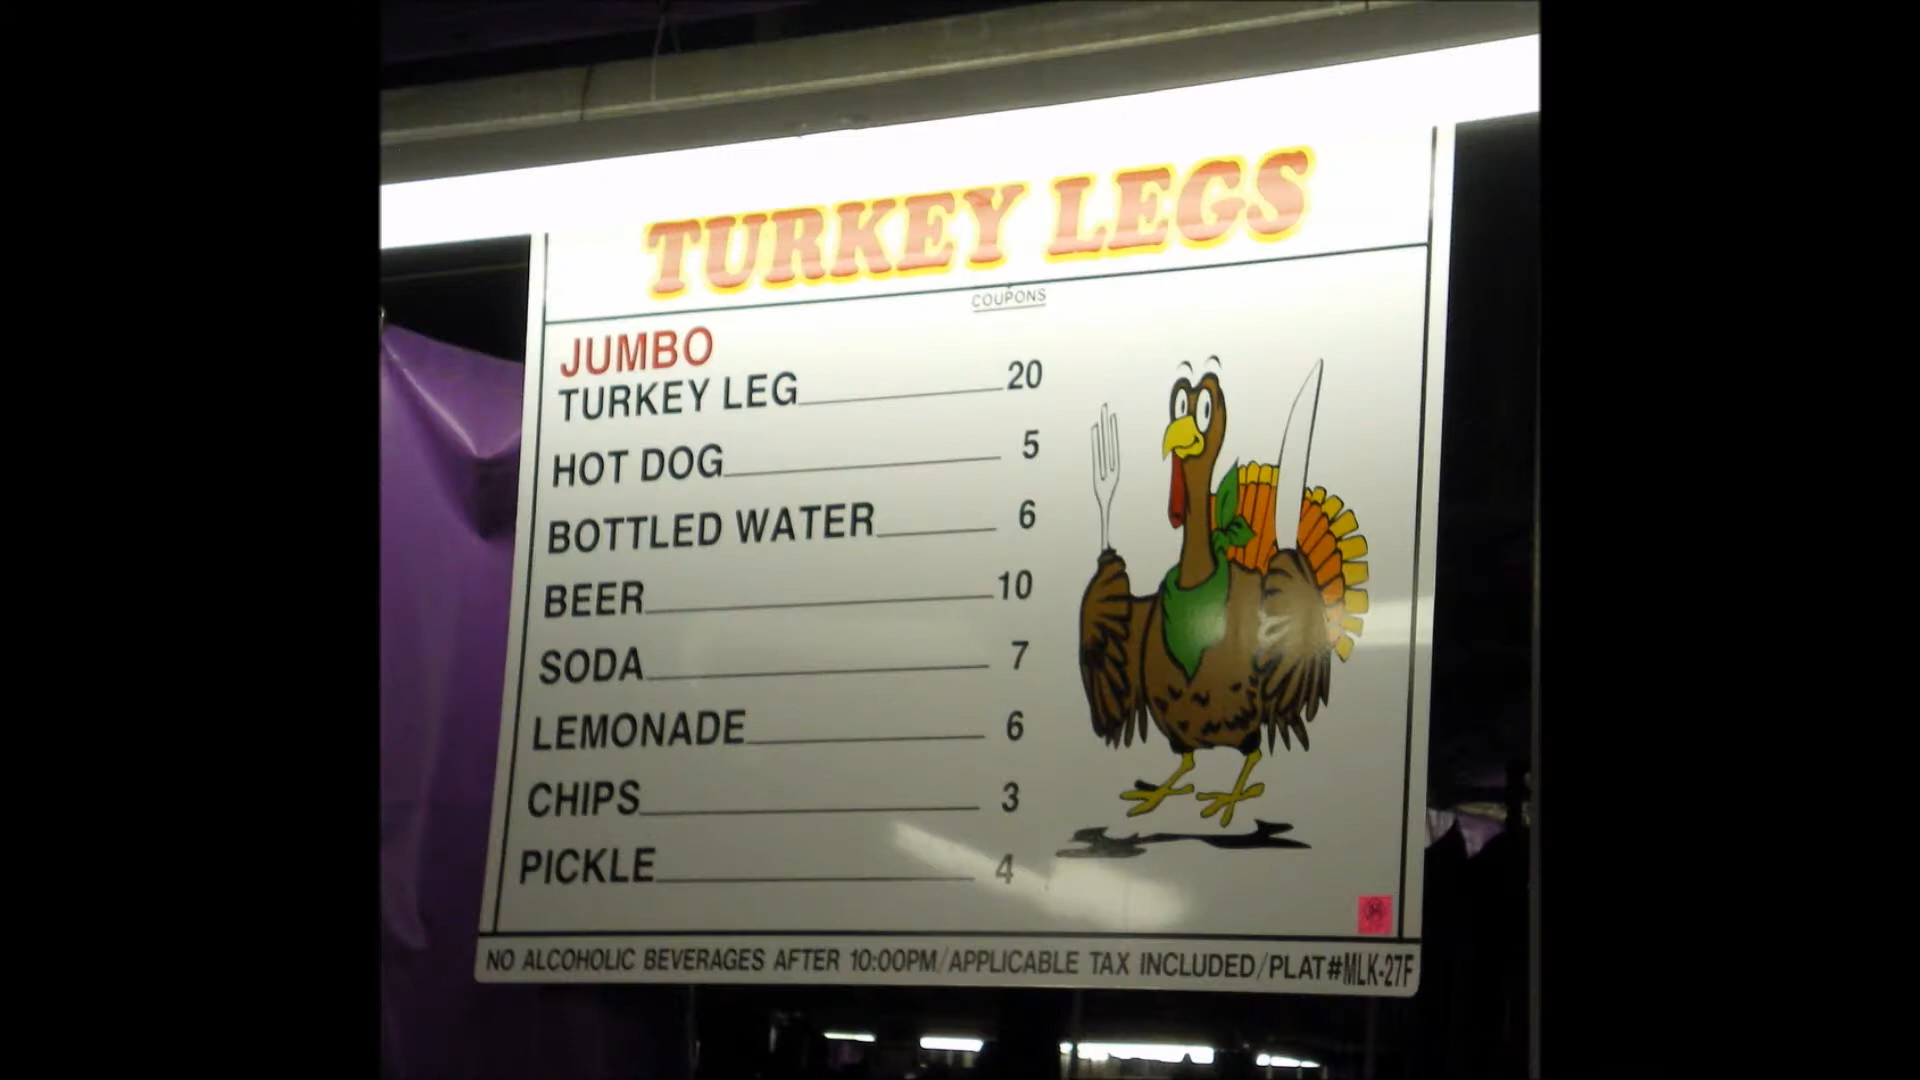 TURKEY LEGS
COUPONS
JUMBO
TURKEY LEG 20
HOT DOG 5
BOTTLED WATER 6
BEER 10
SODA 7
LEMONADE 6
CHIPS 3
PICKLE 4
NO ALCOHOLIC BEVERAGES AFTER 10:00PM/APPLICABLE TAX INCLUDED/PLAT#MLK-27F